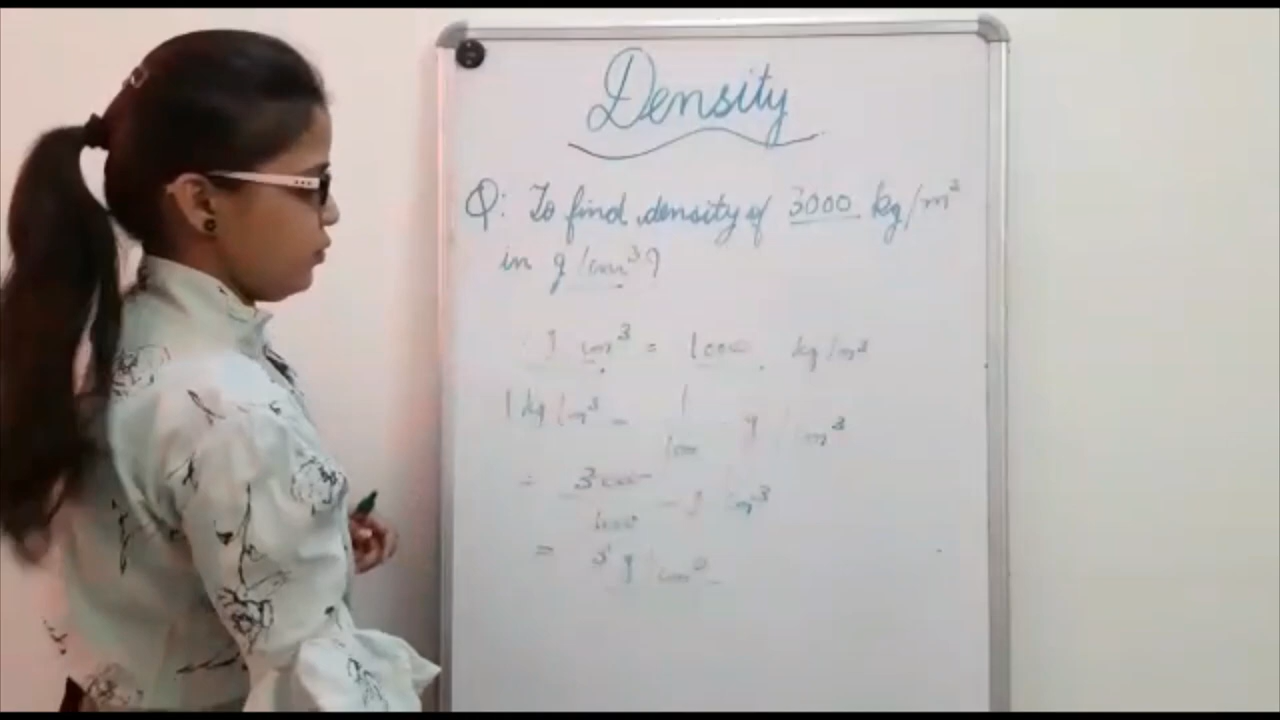 Density
Q: To find density of 3000 kg/m³
in g/cm³?
1 g cm³ = 1000 kg/m³
1 kg/m³ = 1/1000 g/cm³
= 3000/1000 g/cm³
= 3 g/cm³